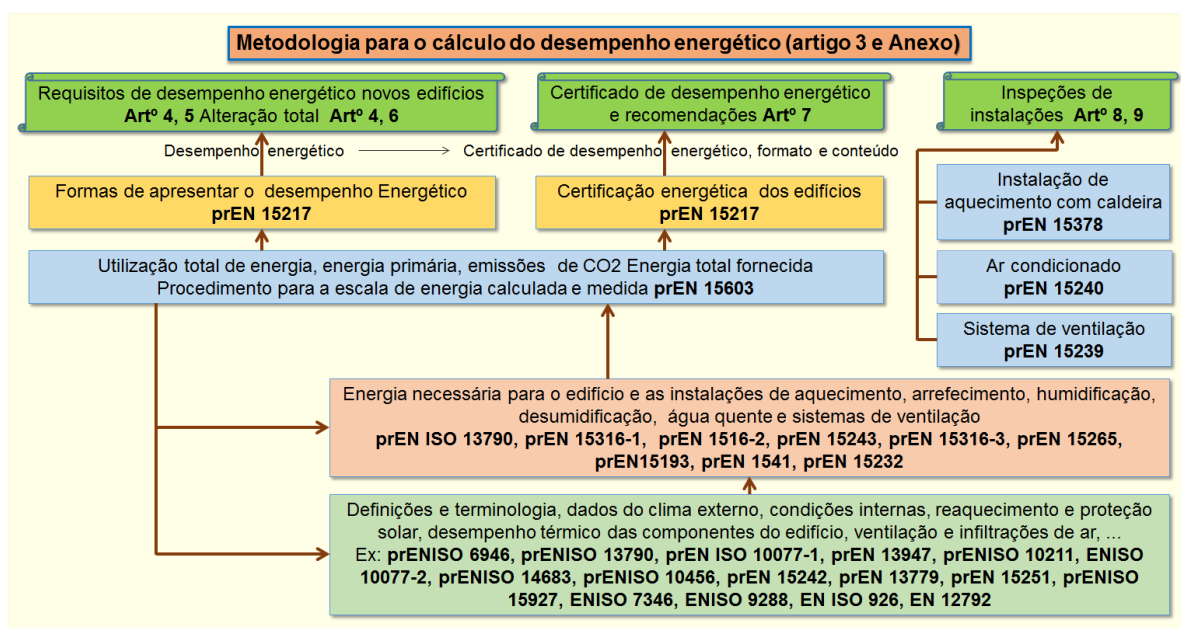 Metodologia para o cálculo do desempenho energético (artigo 3 e Anexo)
Requisitos de desempenho energético novos edifícios
Artº 4, 5 Alteração total Artº 4, 6
Certificado de desempenho energético
e recomendações Artº 7
Inspeções de
instalações Artº 8, 9
Desempenho energético
Certificado de desempenho energético, formato e conteúdo
Formas de apresentar o desempenho Energético
prEN 15217
Certificação energética dos edifícios
prEN 15217
Instalação de
aquecimento com caldeira
prEN 15378
Utilização total de energia, energia primária, emissões de CO2 Energia total fornecida
Procedimento para a escala de energia calculada e medida prEN 15603
Ar condicionado
prEN 15240
Sistema de ventilação
prEN 15239
Energia necessária para o edifício e as instalações de aquecimento, arrefecimento, humidificação,
desumidificação, água quente e sistemas de ventilação
prEN ISO 13790, prEN 15316-1, prEN 1516-2, prEN 15243, prEN 15316-3, prEN 15265,
prEN15193, prEN 1541, prEN 15232
Definições e terminologia, dados do clima externo, condições internas, reaquecimento e proteção
solar, desempenho térmico das componentes do edifício, ventilação e infiltrações de ar, ...
Ex: prENISO 6946, prENISO 13790, prEN ISO 10077-1, prEN 13947, prENISO 10211, ENISO
10077-2, prENISO 14683, prENISO 10456, prEN 15242, prEN 13779, prEN 15251, prENISO
15927, ENISO 7346, ENISO 9288, EN ISO 926, EN 12792